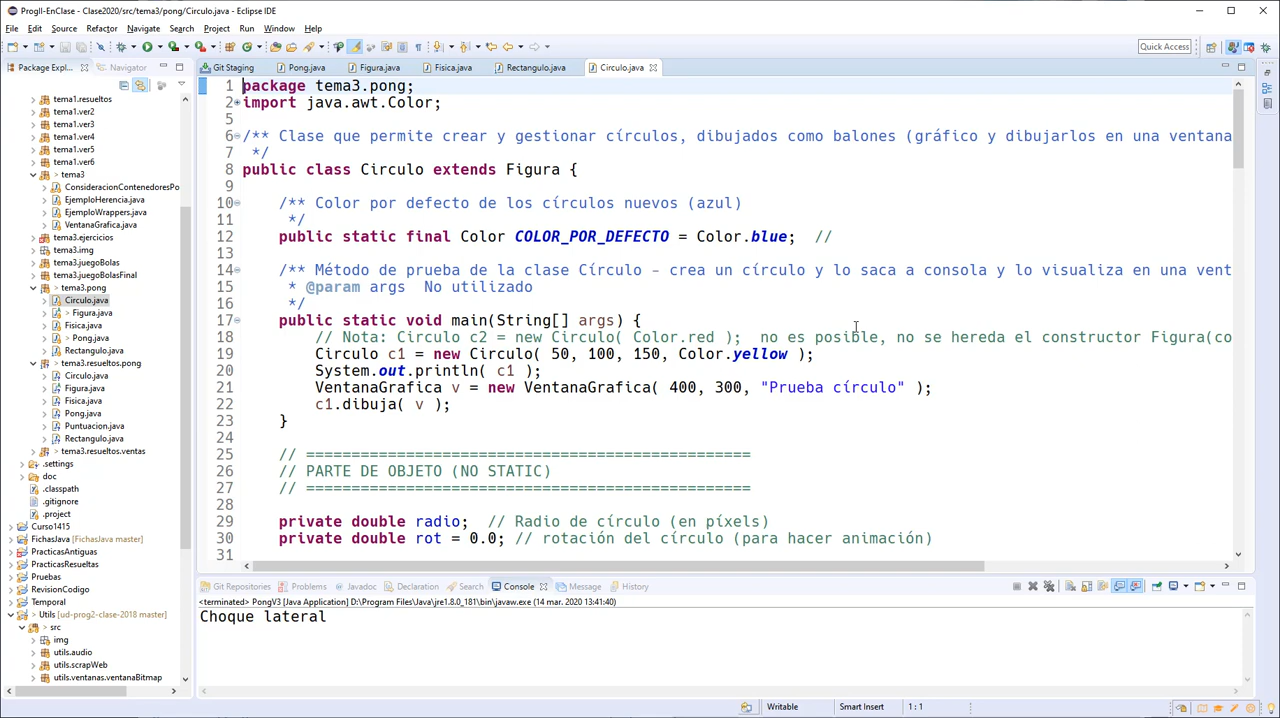 ProgII-EnClase - Clase2020/src/tema3/pong/Circulo.java - Eclipse IDE
File Edit Source Refactor Navigate Search Project Run Window Help
Quick Access
Package Expl...
Navigator
Git Staging
Pong.java
Figura.java
Fisica.java
Rectangulo.java
Circulo.java
tema1.resueltos
tema1.ver2
tema1.ver3
tema1.ver4
tema1.ver5
tema1.ver6
> tema3
ConsideracionContenedoresPo
EjemploHerencia.java
EjemploWrappers.java
VentanaGrafica.java
tema3.ejercicios
tema3.img
tema3.juegoBolas
tema3.juegoBolasFinal
> tema3.pong
Circulo.java
> Figura.java
Fisica.java
> Pong.java
Rectangulo.java
> tema3.resueltos.pong
Circulo.java
Figura.java
Fisica.java
Pong.java
Puntuacion.java
Rectangulo.java
> tema3.resueltos.ventas
.settings
doc
.classpath
.gitignore
.project
Curso1415
FichasJava [FichasJava master]
PracticasAntiguas
PracticasResueltas
Pruebas
RevisionCodigo
Temporal
Utils [ud-prog2-clase-2018 master]
src
img
utils.audio
utils.scrapWeb
utils.ventanas.ventanaBitmap
1 package tema3.pong;
2 import java.awt.Color;
5
6 /** Clase que permite crear y gestionar círculos, dibujados como balones (gráfico y dibujarlos en una ventana
7 */
8 public class Circulo extends Figura {
9
10 /** Color por defecto de los círculos nuevos (azul)
11 */
12 public static final Color COLOR_POR_DEFECTO = Color.blue; //
13
14 /** Método de prueba de la clase Círculo - crea un círculo y lo saca a consola y lo visualiza en una vent
15 * @param args No utilizado
16 */
17 public static void main(String[] args) {
18 // Nota: Circulo c2 = new Circulo( Color.red ); no es posible, no se hereda el constructor Figura(co
19 Circulo c1 = new Circulo( 50, 100, 150, Color.yellow );
20 System.out.println( c1 );
21 VentanaGrafica v = new VentanaGrafica( 400, 300, "Prueba círculo" );
22 c1.dibuja( v );
23 }
24
25 // =================================================
26 // PARTE DE OBJETO (NO STATIC)
27 // =================================================
28
29 private double radio; // Radio de círculo (en píxels)
30 private double rot = 0.0; // rotación del círculo (para hacer animación)
31
Git Repositories
Problems
Javadoc
Declaration
Search
Console
Message
History
<terminated> PongV3 [Java Application] D:\Program Files\Java\jre1.8.0_181\bin\javaw.exe (14 mar. 2020 13:41:40)
Choque lateral
Writable
Smart Insert
1 : 1